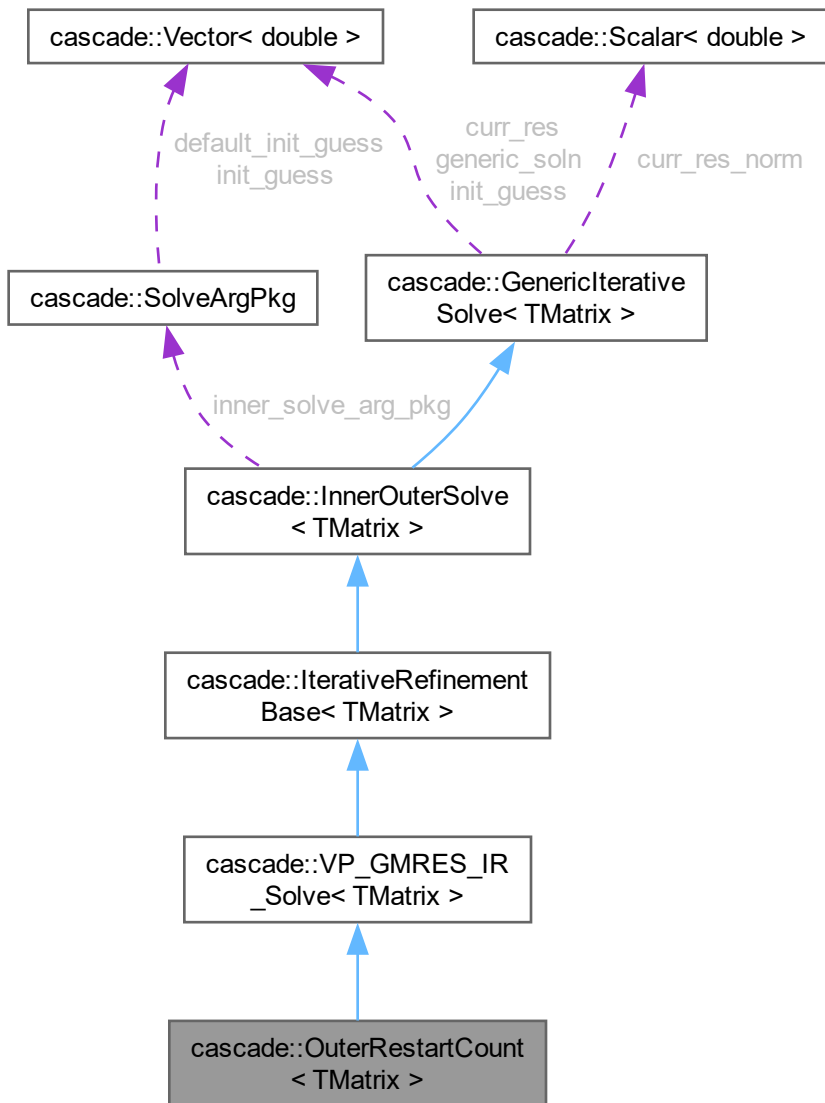 cascade::Vector< double >
cascade::Scalar< double >
default_init_guess
init_guess
curr_res
generic_soln
init_guess
curr_res_norm
cascade::SolveArgPkg
cascade::GenericIterative
Solve< TMatrix >
inner_solve_arg_pkg
cascade::InnerOuterSolve
< TMatrix >
cascade::IterativeRefinement
Base< TMatrix >
cascade::VP_GMRES_IR
_Solve< TMatrix >
cascade::OuterRestartCount
< TMatrix >